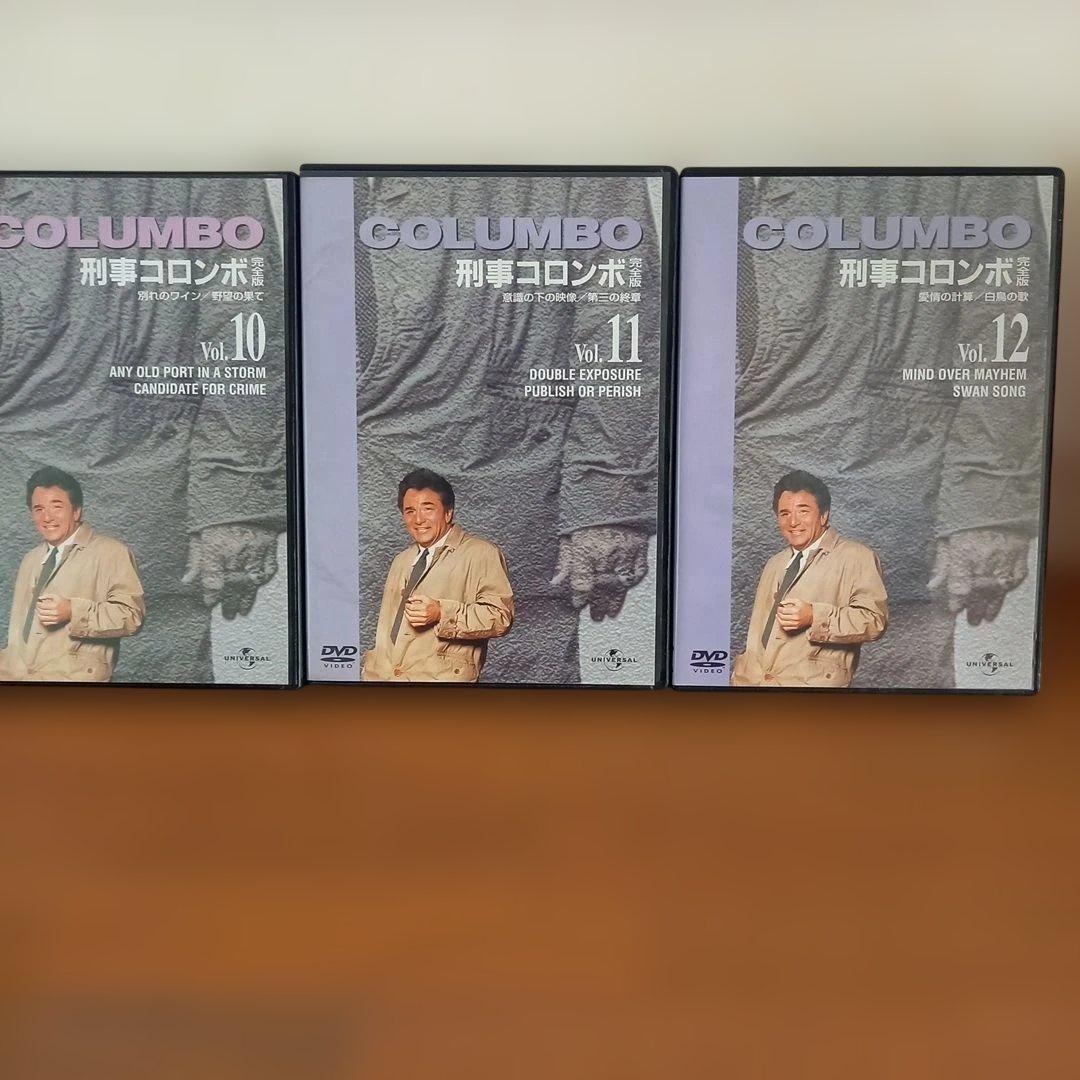 COLUMBO
刑事コロンボ 完全版
別れのワイン/野望の果て
Vol.10
ANY OLD PORT IN A STORM
CANDIDATE FOR CRIME
UNIVERSAL
COLUMBO
刑事コロンボ 完全版
意識の下の映像/第三の終章
Vol.11
DOUBLE EXPOSURE
PUBLISH OR PERISH
DVD
VIDEO
UNIVERSAL
COLUMBO
刑事コロンボ 完全版
愛情の計算/白鳥の歌
Vol.12
MIND OVER MAYHEM
SWAN SONG
DVD
VIDEO
UNIVERSAL